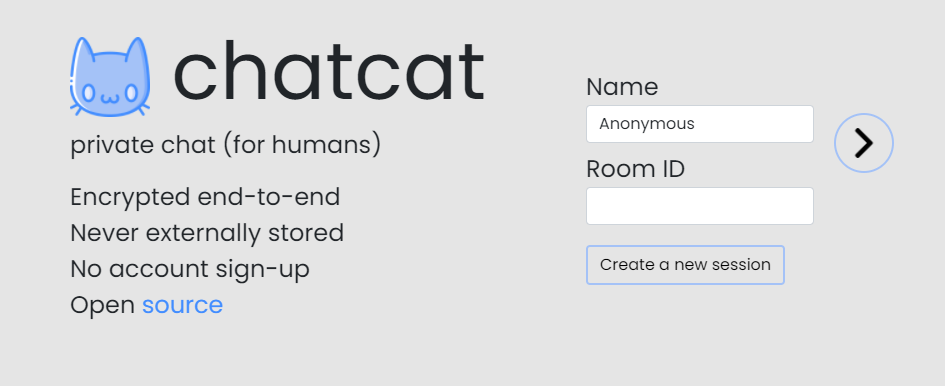 chatcat
private chat (for humans)
Encrypted end-to-end
Never externally stored
No account sign-up
Open source
Name
Anonymous
Room ID
Create a new session